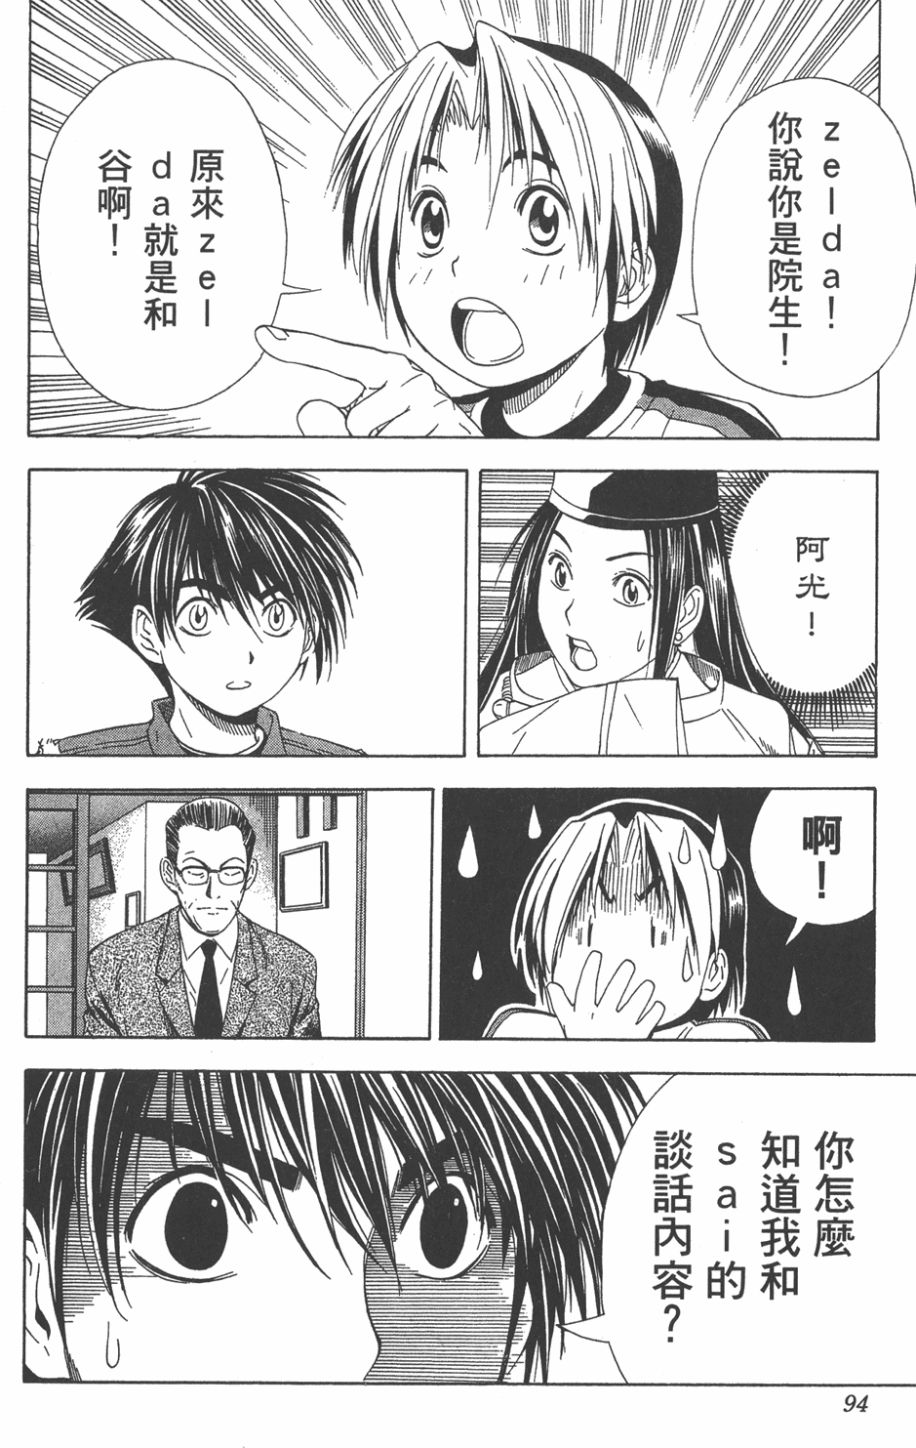 zelda！
你說你是院生！
原來zel
da就是和
谷啊！
阿光！
啊！
你怎麼
知道我和
sai的
談話內容？
94